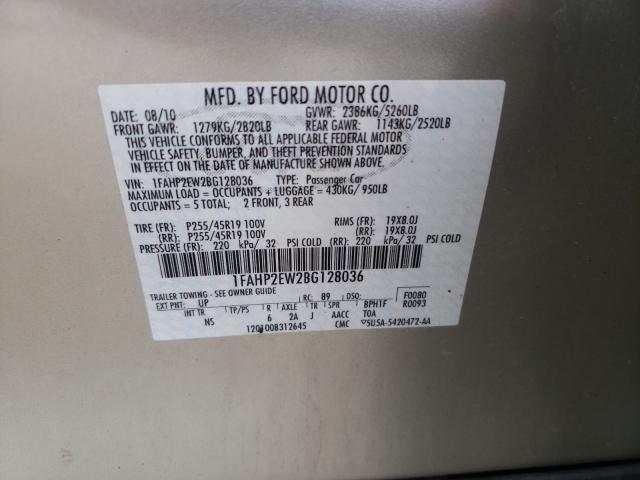 MFD. BY FORD MOTOR CO.
DATE: 08/10 GVWR: 2386KG/5260LB
FRONT GAWR: 1279KG/2820LB REAR GAWR: 1143KG/2520LB
THIS VEHICLE CONFORMS TO ALL APPLICABLE FEDERAL MOTOR
VEHICLE SAFETY, BUMPER, AND THEFT PREVENTION STANDARDS
IN EFFECT ON THE DATE OF MANUFACTURE SHOWN ABOVE.
VIN: 1FAHP2EW2BG128036 TYPE: Passenger Car
MAXIMUM LOAD = OCCUPANTS + LUGGAGE = 430KG/950LB
OCCUPANTS = 5 TOTAL; 2 FRONT, 3 REAR
TIRE (FR): P255/45R19 100V RIMS (FR): 19X8.0J
(RR): P255/45R19 100V (RR): 19X8.0J
PRESSURE (FR): 220 kPa/ 32 PSI COLD (RR): 220 kPa/ 32 PSI COLD
1FAHP2EW2BG128036
TRAILER TOWING - SEE OWNER GUIDE
EXT PNT: UP RC: B9 DSO: F0080
R0093
INT TR TP/PS R AXLE TR SPR BPHTF
NS 6 2A J AACC TOA
1201008312645 CMC 5U5A-5420472-AA